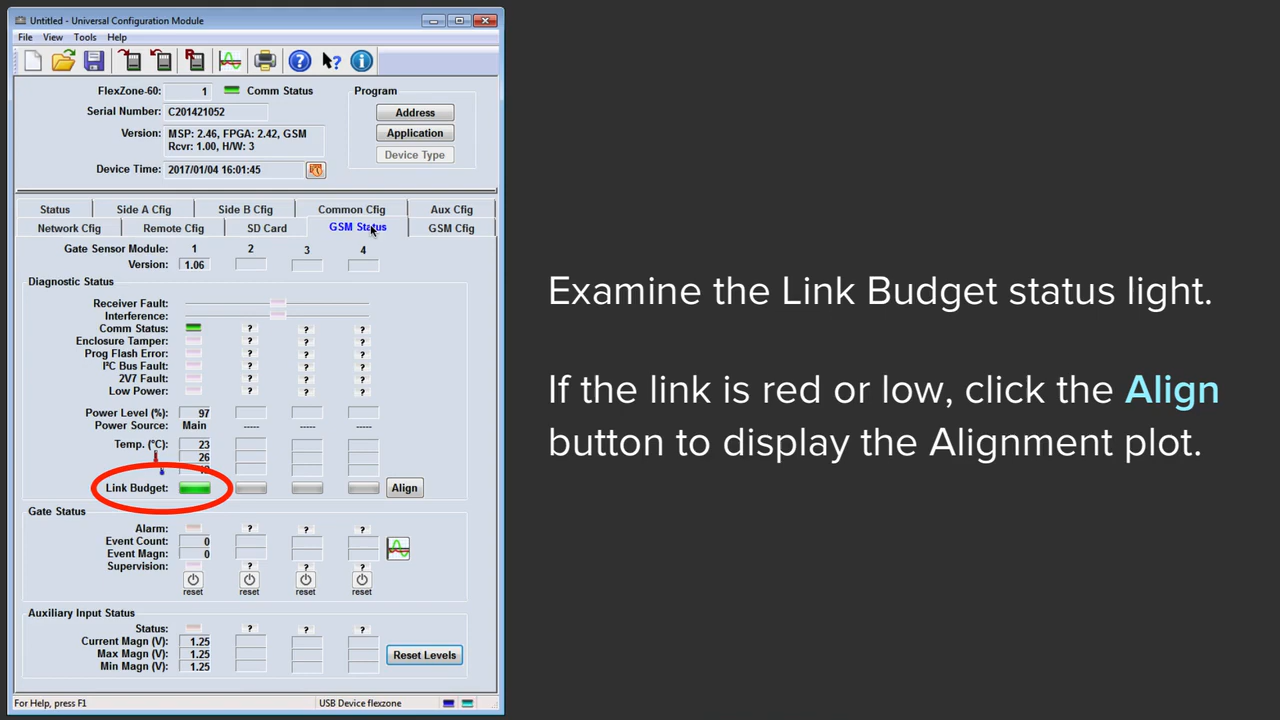 Untitled - Universal Configuration Module
File View Tools Help
FlexZone-60: 1 Comm Status
Program
Serial Number: C201421052
Address
Version: MSP: 2.46, FPGA: 2.42, GSM
Rcvr: 1.00, H/W: 3
Application
Device Type
Device Time: 2017/01/04 16:01:45
Status Side A Cfig Side B Cfig Common Cfig Aux Cfig
Network Cfig Remote Cfig SD Card GSM Status GSM Cfig
Gate Sensor Module: 1 2 3 4
Version: 1.06
Diagnostic Status
Receiver Fault:
Interference:
Comm Status: ? ? ?
Enclosure Tamper: ? ? ?
Prog Flash Error: ? ? ?
I²C Bus Fault: ? ? ?
2V7 Fault: ? ? ?
Low Power: ? ? ?
Power Level (%): 97
Power Source: Main ----- ----- -----
Temp. (°C): 23
26
Link Budget: Align
Gate Status
Alarm: ? ? ?
Event Count: 0
Event Magn: 0
Supervision: ? ? ?
reset reset reset reset
Auxiliary Input Status
Status: ? ? ?
Current Magn (V): 1.25
Max Magn (V): 1.25
Min Magn (V): 1.25
Reset Levels
For Help, press F1 USB Device flexzone
Examine the Link Budget status light.
If the link is red or low, click the Align
button to display the Alignment plot.